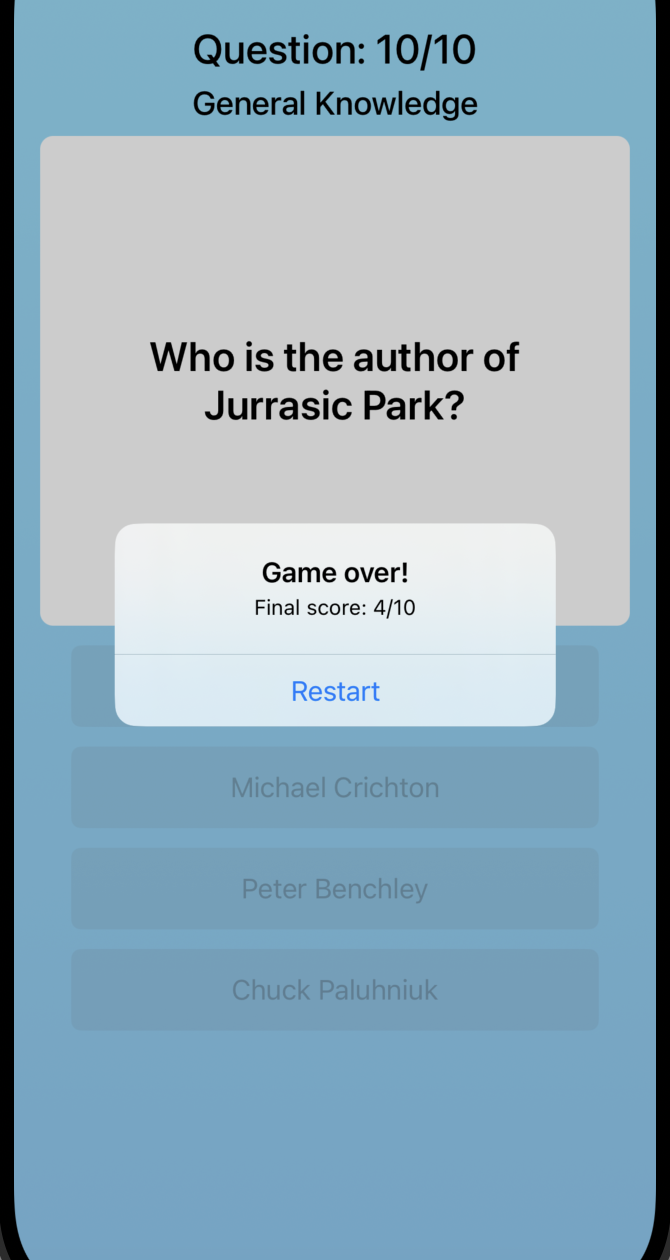 Question: 10/10
General Knowledge
Who is the author of
Jurrasic Park?
Game over!
Final score: 4/10
Restart
Michael Crichton
Peter Benchley
Chuck Paluhniuk